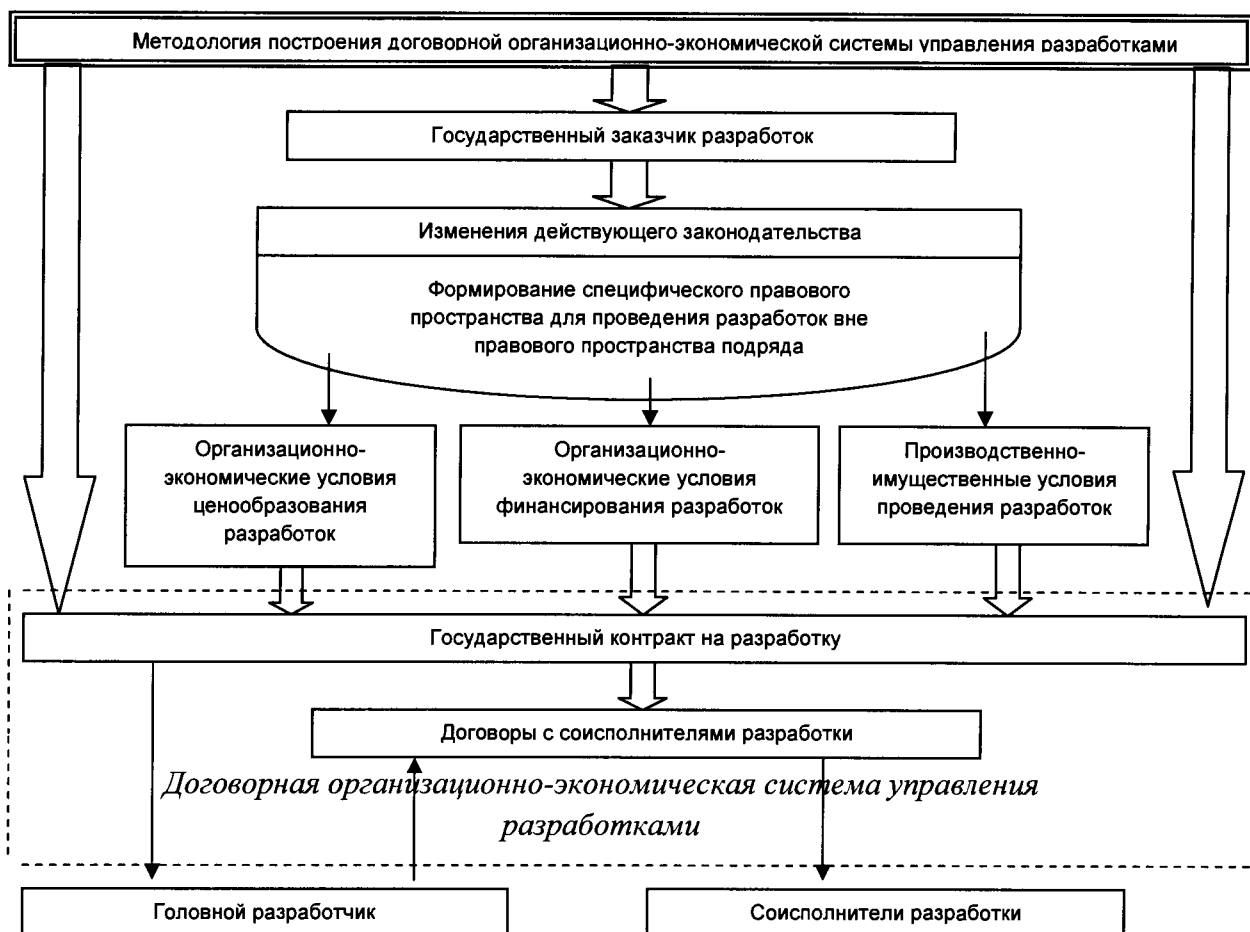 Методология построения договорной организационно-экономической системы управления разработками
Государственный заказчик разработок
Изменения действующего законодательства
Формирование специфического правового
пространства для проведения разработок вне
правового пространства подряда
Организационно-
экономические условия
ценообразования
разработок
Организационно-
экономические условия
финансирования разработок
Производственно-
имущественные условия
проведения разработок
Государственный контракт на разработку
Договоры с соисполнителями разработки
Договорная организационно-экономическая система управления
разработками
Головной разработчик
Соисполнители разработки